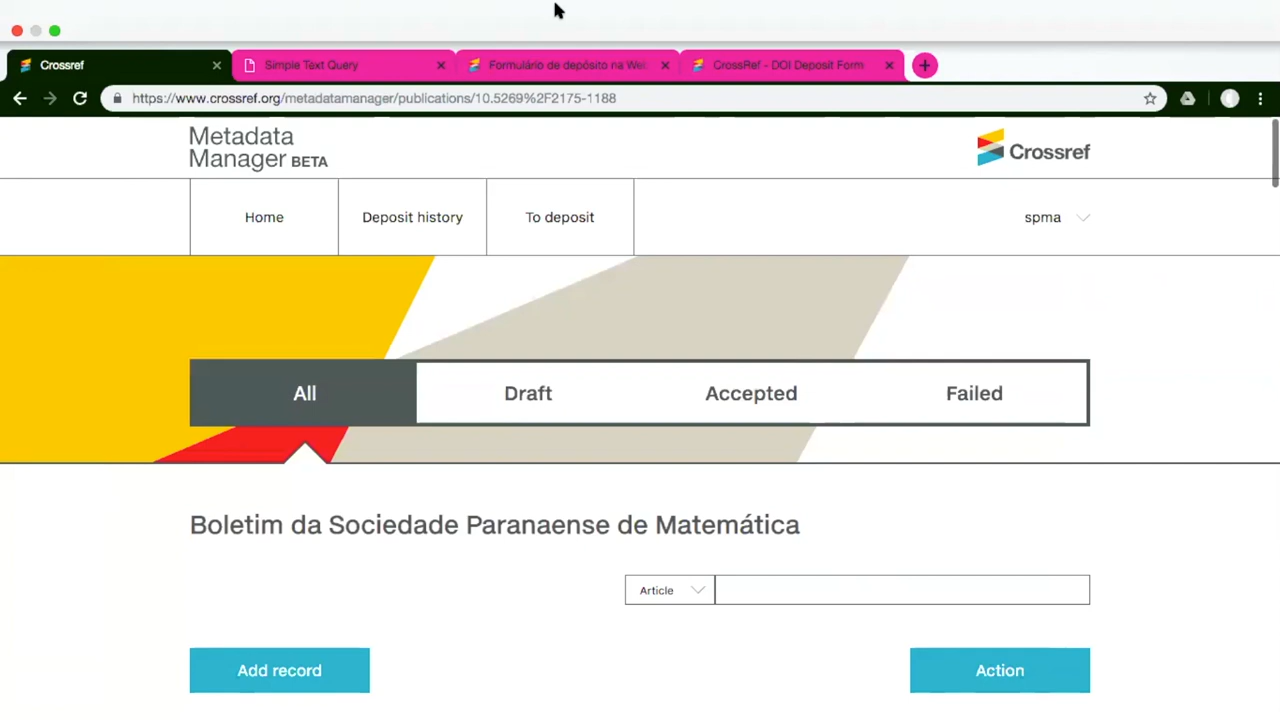 Crossref
Simple Text Query
Formulário de depósito na We
CrossRef - DOI Deposit Form
https://www.crossref.org/metadatamanager/publications/10.5269%2F2175-1188
Metadata
Manager BETA
Crossref
Home
Deposit history
To deposit
spma
All
Draft
Accepted
Failed
Boletim da Sociedade Paranaense de Matemática
Article
Add record
Action